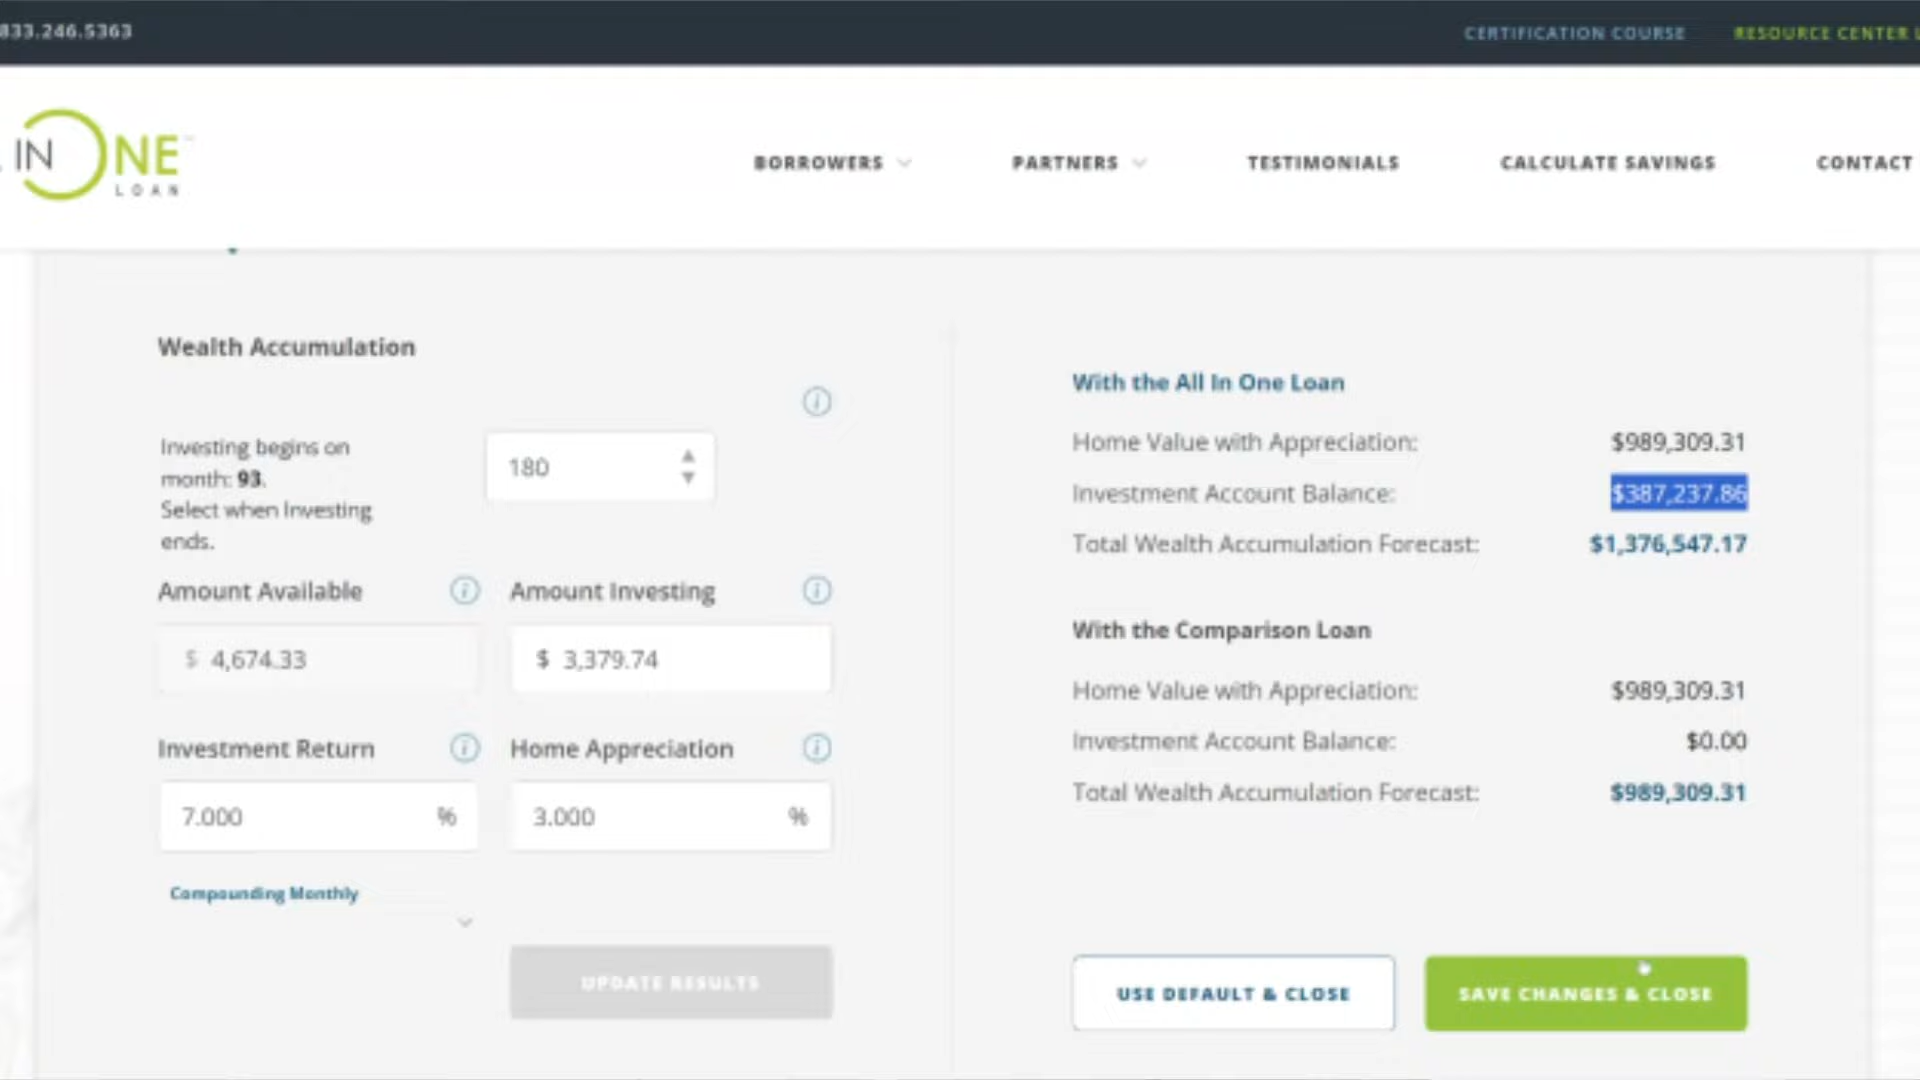 833.246.5363
CERTIFICATION COURSE
RESOURCE CENTER
IN ONE
LOAN
BORROWERS
PARTNERS
TESTIMONIALS
CALCULATE SAVINGS
CONTACT
Wealth Accumulation
Investing begins on
month: 93.
Select when Investing
ends.
180
Amount Available
Amount Investing
$ 4,674.33
$ 3,379.74
Investment Return
Home Appreciation
7.000 %
3.000 %
Compounding Monthly
UPDATE RESULTS
With the All In One Loan
Home Value with Appreciation: $989,309.31
Investment Account Balance: $387,237.86
Total Wealth Accumulation Forecast: $1,376,547.17
With the Comparison Loan
Home Value with Appreciation: $989,309.31
Investment Account Balance: $0.00
Total Wealth Accumulation Forecast: $989,309.31
USE DEFAULT & CLOSE
SAVE CHANGES & CLOSE